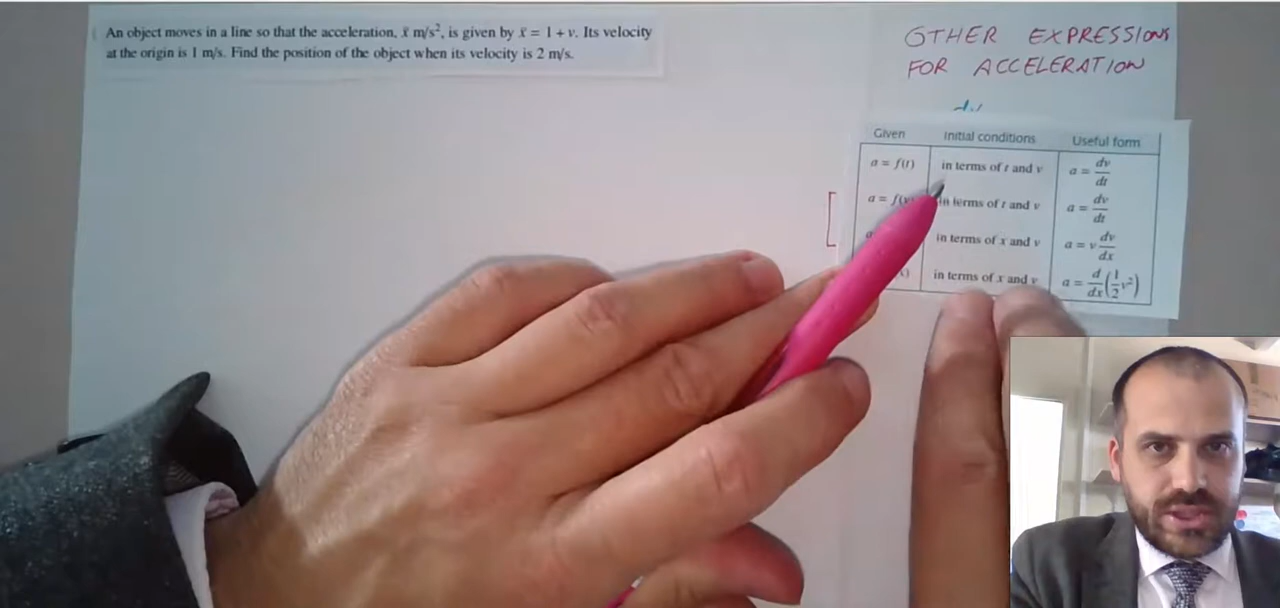 An object moves in a line so that the acceleration, ẍ m/s², is given by ẍ = 1 + v. Its velocity
at the origin is 1 m/s. Find the position of the object when its velocity is 2 m/s.
OTHER EXPRESSIONS
FOR ACCELERATION
Given Initial conditions Useful form
a = f(t) in terms of t and v a = dv/dt
a = in terms of t and v a = dv/dt
in terms of x and v a = v dv/dx
in terms of x and v a = d/dx(1/2 v²)